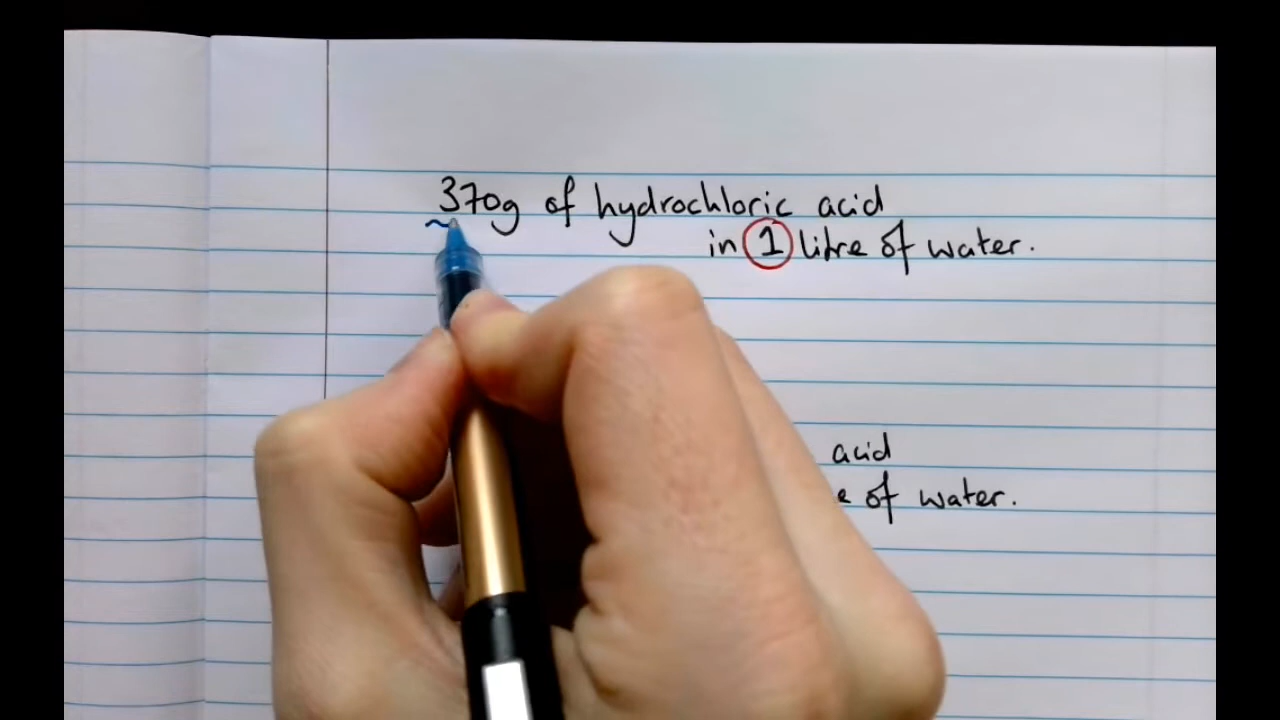 370g of hydrochloric acid
in 1 litre of water.
acid
of water.